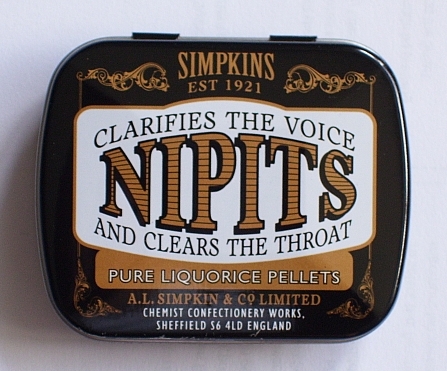 SIMPKINS
EST 1921
CLARIFIES THE VOICE
NIPITS
AND CLEARS THE THROAT
PURE LIQUORICE PELLETS
A.L. SIMPKIN & Cº LIMITED
CHEMIST CONFECTIONERY WORKS,
SHEFFIELD S6 4LD ENGLAND